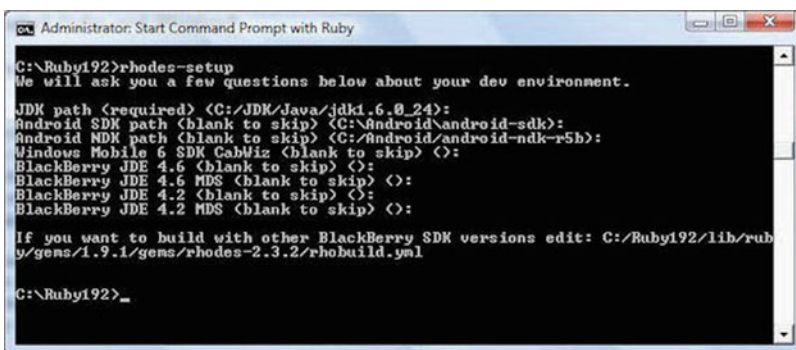 Administrator: Start Command Prompt with Ruby
C:\Ruby192>rhodes-setup
We will ask you a few questions below about your dev environment.
JDK path (required) (C:/JDK/Java/jdk1.6.0_24):
Android SDK path (blank to skip) (C:\Android\android-sdk):
Android NDK path (blank to skip) (C:/Android/android-ndk-r5b):
Windows Mobile 6 SDK CabWiz (blank to skip) ():
BlackBerry JDE 4.6 (blank to skip) ():
BlackBerry JDE 4.6 MDS (blank to skip) ():
BlackBerry JDE 4.2 (blank to skip) ():
BlackBerry JDE 4.2 MDS (blank to skip) ():
If you want to build with other BlackBerry SDK versions edit: C:/Ruby192/lib/rub
y/gems/1.9.1/gems/rhodes-2.3.2/rhobuild.yml
C:\Ruby192>_